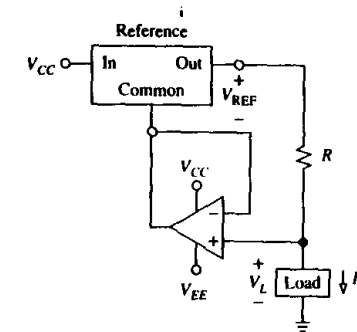 i
Reference
V_CC In Out
+
Common V_REF
−
R
V_CC
−
+
+
V_L Load I
−
V_EE